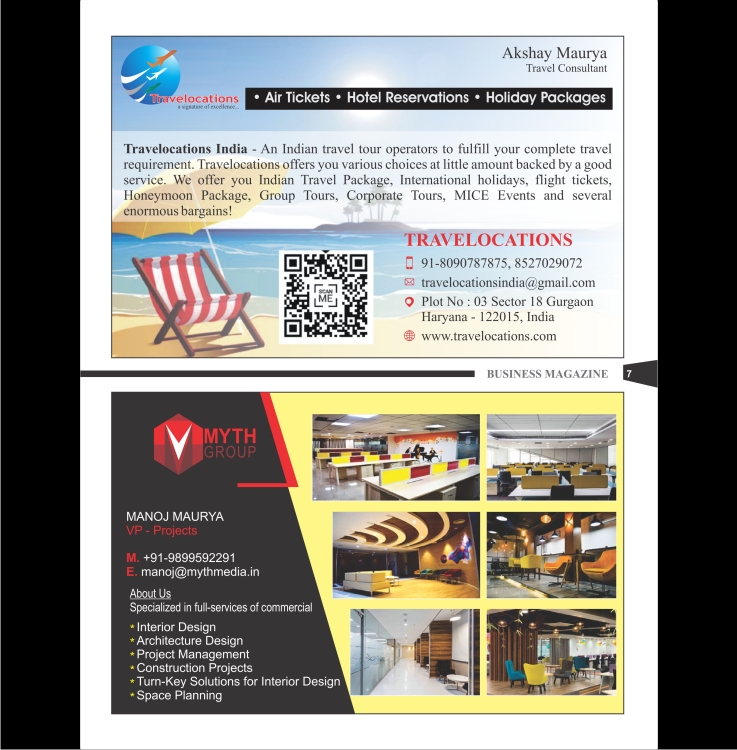 Akshay Maurya
Travel Consultant
Travelocations
a signature of excellence..
• Air Tickets • Hotel Reservations • Holiday Packages
Travelocations India - An Indian travel tour operators to fulfill your complete travel
requirement. Travelocations offers you various choices at little amount backed by a good
service. We offer you Indian Travel Package, International holidays, flight tickets,
Honeymoon Package, Group Tours, Corporate Tours, MICE Events and several
enormous bargains!
SCAN
ME
TRAVELOCATIONS
91-8090787875, 8527029072
travelocationsindia@gmail.com
Plot No : 03 Sector 18 Gurgaon
Haryana - 122015, India
www.travelocations.com
BUSINESS MAGAZINE 7
MYTH
GROUP
MANOJ MAURYA
VP - Projects
M. +91-9899592291
E. manoj@mythmedia.in
About Us
Specialized in full-services of commercial
* Interior Design
* Architecture Design
* Project Management
* Construction Projects
* Turn-Key Solutions for Interior Design
* Space Planning